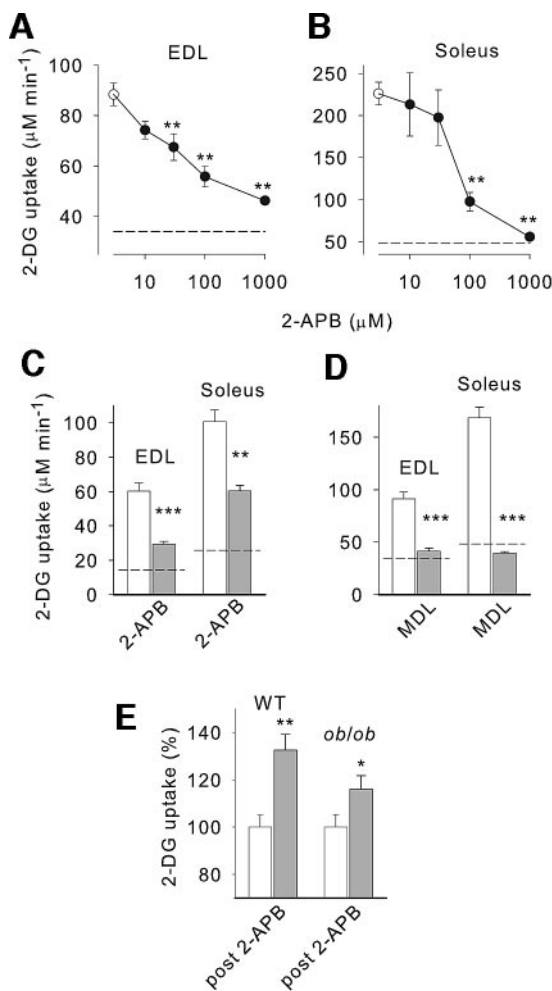 A
EDL
2-DG uptake (μM min⁻¹)
100
80
60
40
**
**
**
10
100
1000
B
Soleus
250
200
150
100
50
**
**
10
100
1000
2-APB (μM)
C
2-DG uptake (μM min⁻¹)
100
80
60
40
20
0
EDL
***
Soleus
**
2-APB
2-APB
D
150
100
50
0
EDL
***
Soleus
***
MDL
MDL
E
2-DG uptake (%)
140
120
100
80
WT
**
ob/ob
*
post 2-APB
post 2-APB